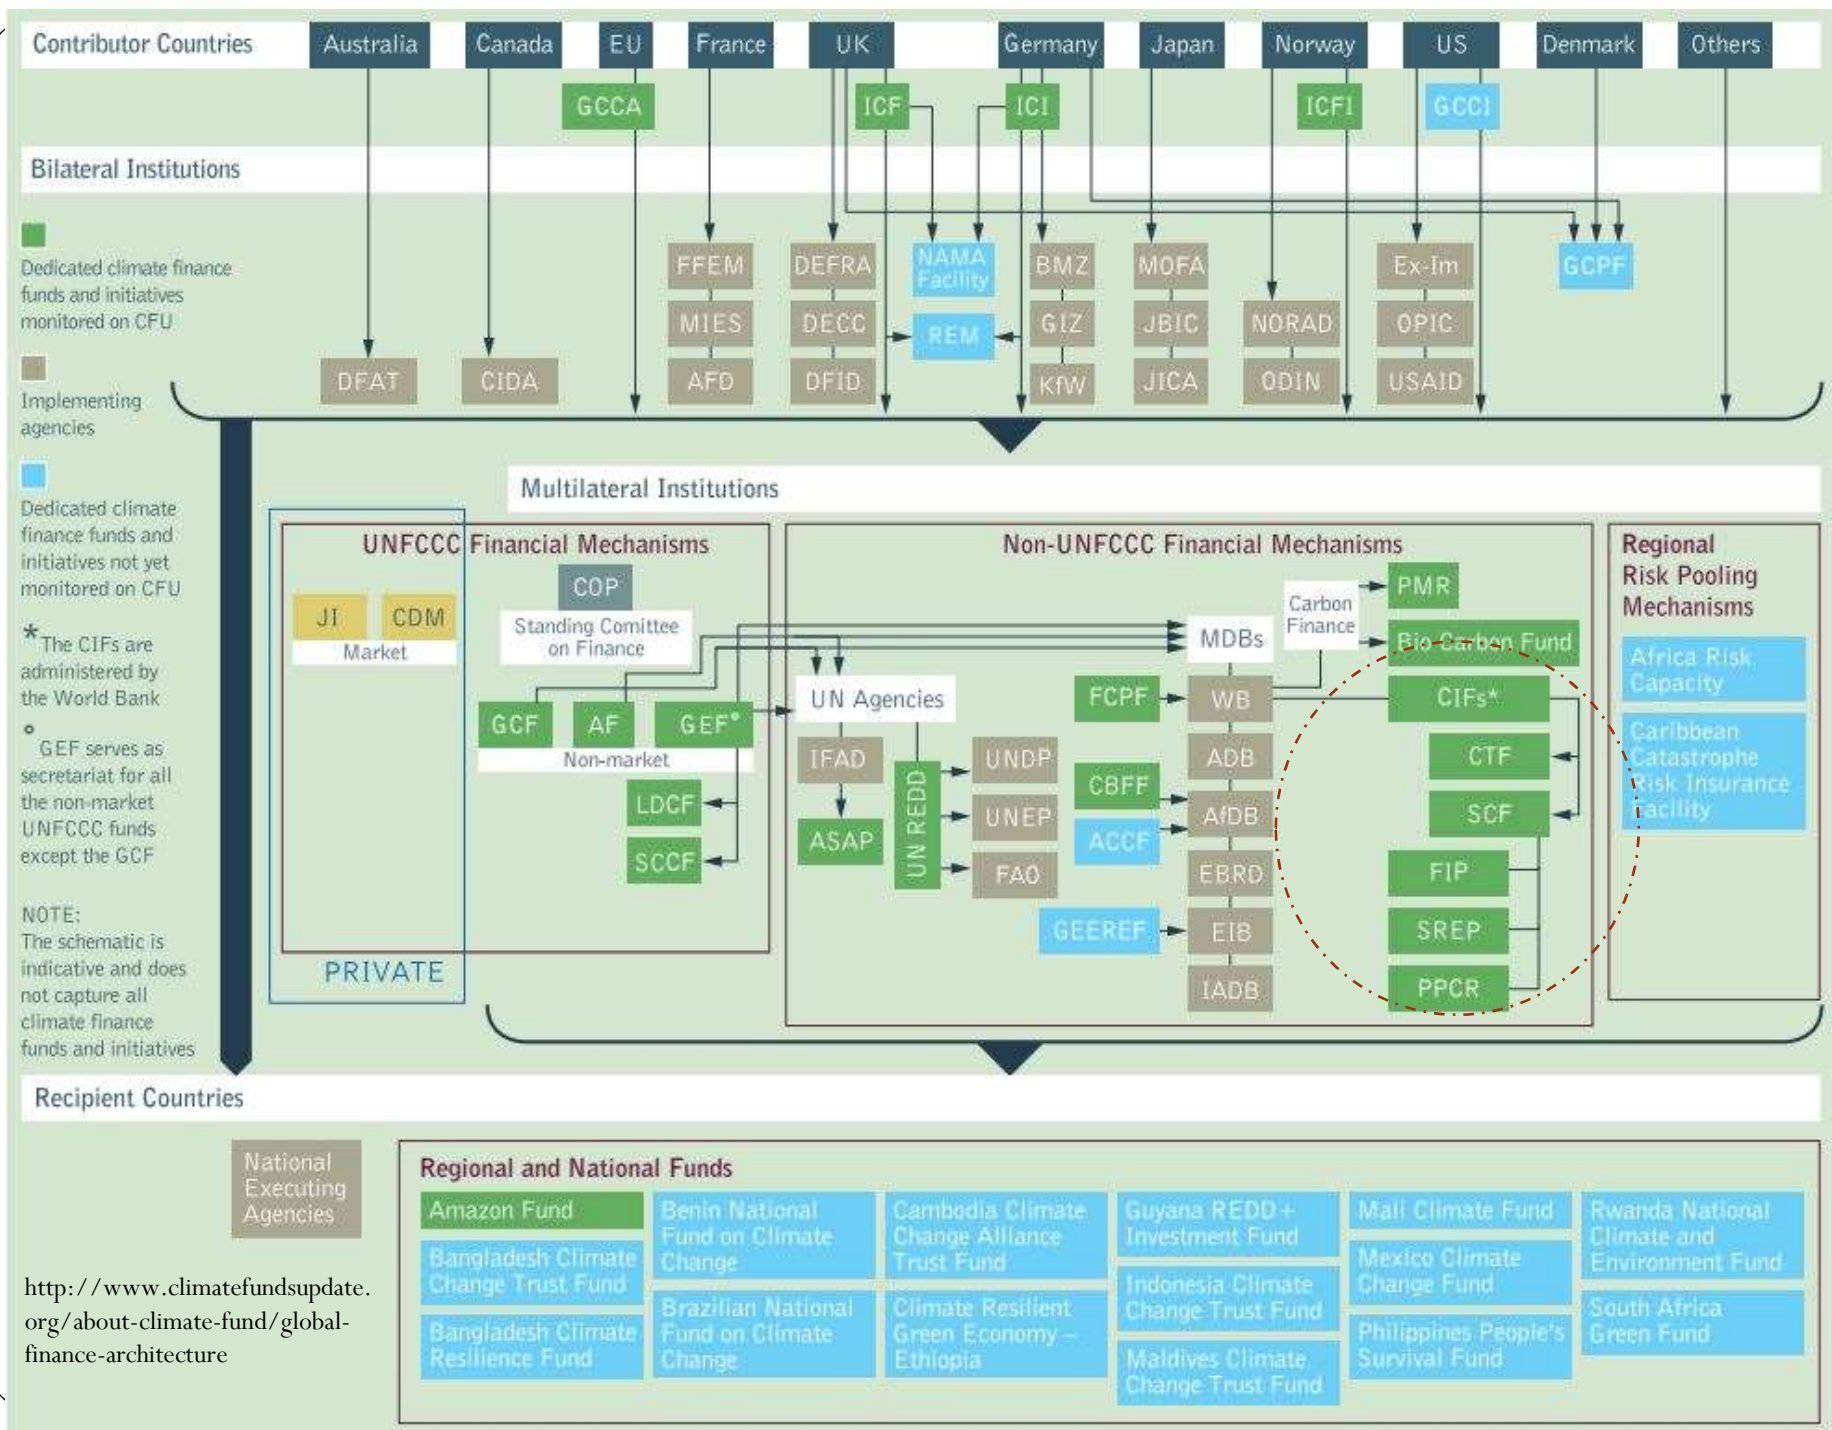 Contributor Countries
Australia
Canada
EU
France
UK
Germany
Japan
Norway
US
Denmark
Others
GCCA
ICF
ICI
ICFI
GCCI
Bilateral Institutions
Dedicated climate finance
funds and initiatives
monitored on CFU
Implementing
agencies
Dedicated climate
finance funds and
initiatives not yet
monitored on CFU
* The CIFs are
administered by
the World Bank
° GEF serves as
secretariat for all
the non-market
UNFCCC funds
except the GCF
NOTE:
The schematic is
indicative and does
not capture all
climate finance
funds and initiatives
FFEM
DEFRA
NAMA
Facility
BMZ
MOFA
Ex-Im
GCPF
MIES
DECC
REM
GIZ
JBIC
NORAD
OPIC
DFAT
CIDA
AFD
DFID
KfW
JICA
ODIN
USAID
Multilateral Institutions
UNFCCC Financial Mechanisms
COP
Standing Comittee
on Finance
JI
CDM
Market
GCF
AF
GEF°
Non-market
LDCF
SCCF
PRIVATE
Non-UNFCCC Financial Mechanisms
UN Agencies
IFAD
ASAP
UN REDD
UNDP
UNEP
FAO
MDBs
WB
ADB
AfDB
EBRD
EIB
IADB
FCPF
CBFF
ACCF
GEEREF
Carbon
Finance
PMR
Bio Carbon Fund
CIFs*
CTF
SCF
FIP
SREP
PPCR
Regional
Risk Pooling
Mechanisms
Africa Risk
Capacity
Caribbean
Catastrophe
Risk Insurance
Facility
Recipient Countries
National
Executing
Agencies
http://www.climatefundsupdate.
org/about-climate-fund/global-
finance-architecture
Regional and National Funds
Amazon Fund
Bangladesh Climate
Change Trust Fund
Bangladesh Climate
Resilience Fund
Benin National
Fund on Climate
Change
Brazilian National
Fund on Climate
Change
Cambodia Climate
Change Alliance
Trust Fund
Climate Resilient
Green Economy –
Ethiopia
Guyana REDD+
Investment Fund
Indonesia Climate
Change Trust Fund
Maldives Climate
Change Trust Fund
Mali Climate Fund
Mexico Climate
Change Fund
Philippines People's
Survival Fund
Rwanda National
Climate and
Environment Fund
South Africa
Green Fund